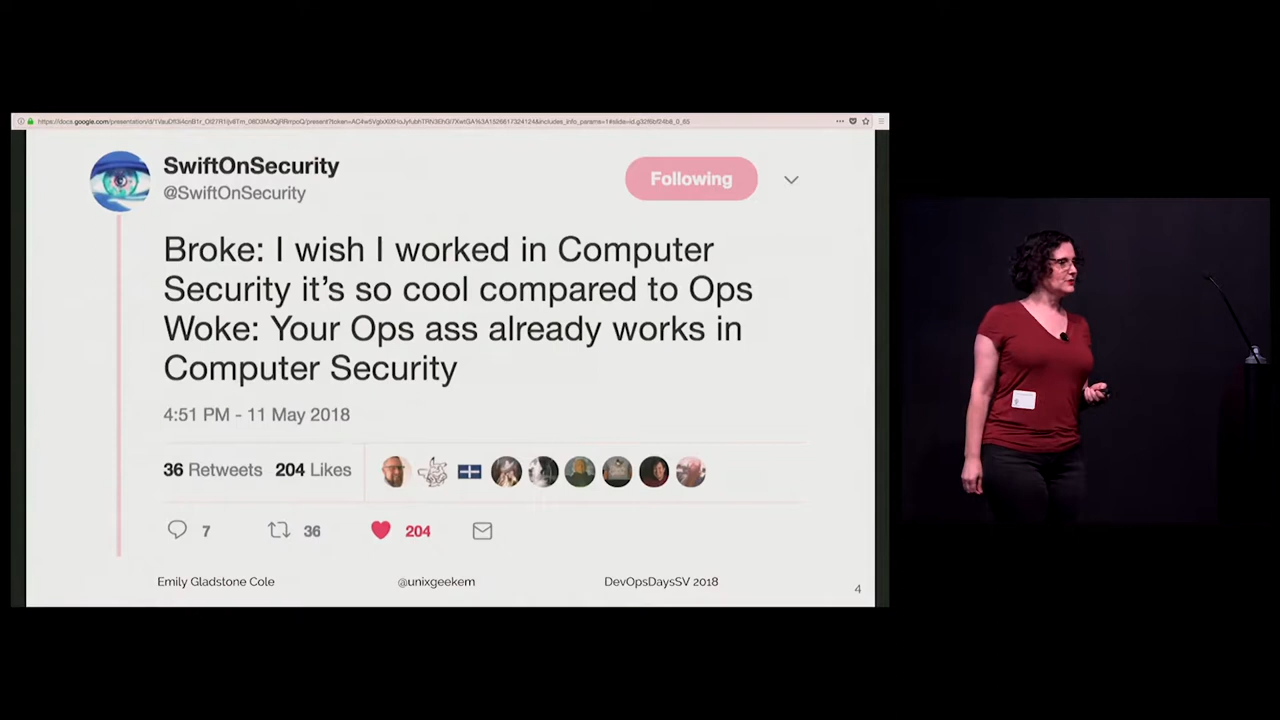 SwiftOnSecurity
@SwiftOnSecurity
Following
Broke: I wish I worked in Computer
Security it's so cool compared to Ops
Woke: Your Ops ass already works in
Computer Security
4:51 PM - 11 May 2018
36 Retweets 204 Likes
7 36 204
Emily Gladstone Cole @unixgeekem DevOpsDaysSV 2018
4